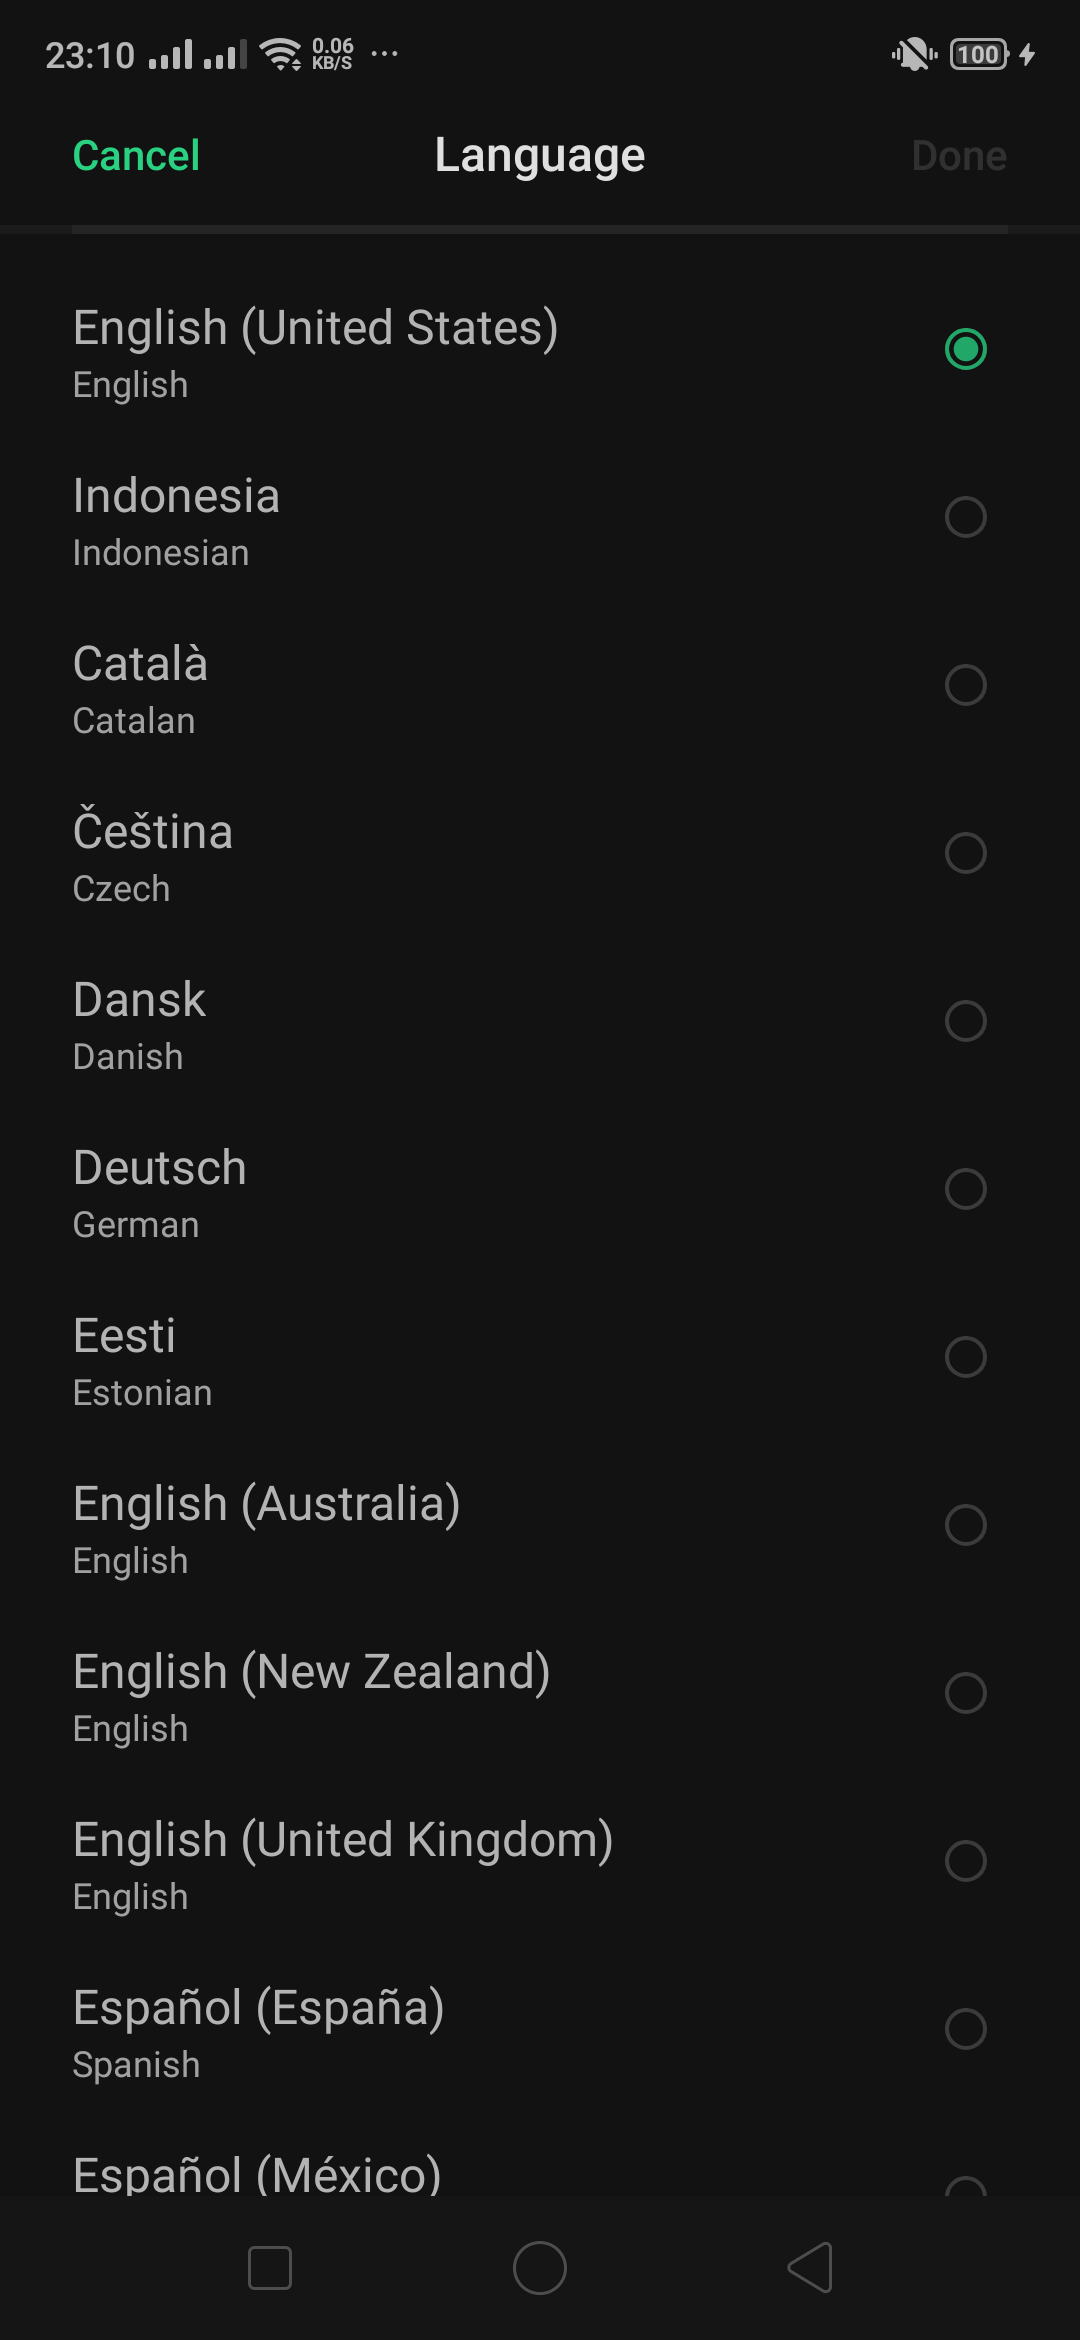 23:10 0.06 KB/S ... 100
Cancel Language Done
English (United States)
English
Indonesia
Indonesian
Català
Catalan
Čeština
Czech
Dansk
Danish
Deutsch
German
Eesti
Estonian
English (Australia)
English
English (New Zealand)
English
English (United Kingdom)
English
Español (España)
Spanish
Español (México)